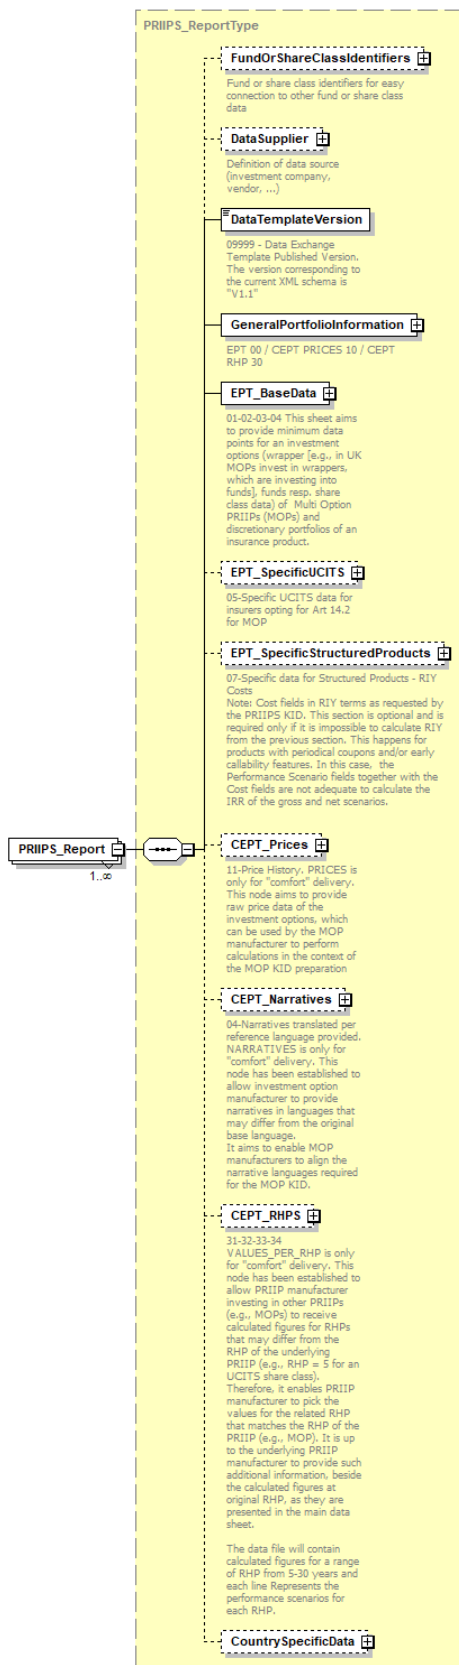 PRIIPS_ReportType
FundOrShareClassIdentifiers
Fund or share class identifiers for easy
connection to other fund or share class
data
DataSupplier
Definition of data source
(investment company,
vendor, ...)
DataTemplateVersion
09999 - Data Exchange
Template Published Version.
The version corresponding to
the current XML schema is
"V1.1"
GeneralPortfolioInformation
EPT 00 / CEPT PRICES 10 / CEPT
RHP 30
EPT_BaseData
01-02-03-04 This sheet aims
to provide minimum data
points for an investment
options (wrapper [e.g., in UK
MOPs invest in wrappers,
which are investing into
funds], funds resp. share
class data) of  Multi Option
PRIIPs (MOPs) and
discretionary portfolios of an
insurance product.
EPT_SpecificUCITS
05-Specific UCITS data for
insurers opting for Art 14.2
for MOP
EPT_SpecificStructuredProducts
07-Specific data for Structured Products - RIY
Costs
Note: Cost fields in RIY terms as requested by
the PRIIPS KID. This section is optional and is
required only if it is impossible to calculate RIY
from the previous section. This happens for
products with periodical coupons and/or early
callability features. In this case,  the
Performance Scenario fields together with the
Cost fields are not adequate to calculate the
IRR of the gross and net scenarios.
PRIIPS_Report
1..∞
CEPT_Prices
11-Price History. PRICES is
only for "comfort" delivery.
This node aims to provide
raw price data of the
investment options, which
can be used by the MOP
manufacturer to perform
calculations in the context of
the MOP KID preparation
CEPT_Narratives
04-Narratives translated per
reference language provided.
NARRATIVES is only for
"comfort" delivery. This
node has been established to
allow investment option
manufacturer to provide
narratives in languages that
may differ from the original
base language.
It aims to enable MOP
manufacturers to align the
narrative languages required
for the MOP KID.
CEPT_RHPS
31-32-33-34
VALUES_PER_RHP is only
for "comfort" delivery. This
node has been established to
allow PRIIP manufacturer
investing in other PRIIPs
(e.g., MOPs) to receive
calculated figures for RHPs
that may differ from the
RHP of the underlying
PRIIP (e.g., RHP = 5 for an
UCITS share class).
Therefore, it enables PRIIP
manufacturer to pick the
values for the related RHP
that matches the RHP of the
PRIIP (e.g., MOP). It is up
to the underlying PRIIP
manufacturer to provide such
additional information, beside
the calculated figures at
original RHP, as they are
presented in the main data
sheet.
The data file will contain
calculated figures for a range
of RHP from 5-30 years and
each line Represents the
performance scenarios for
each RHP.
CountrySpecificData